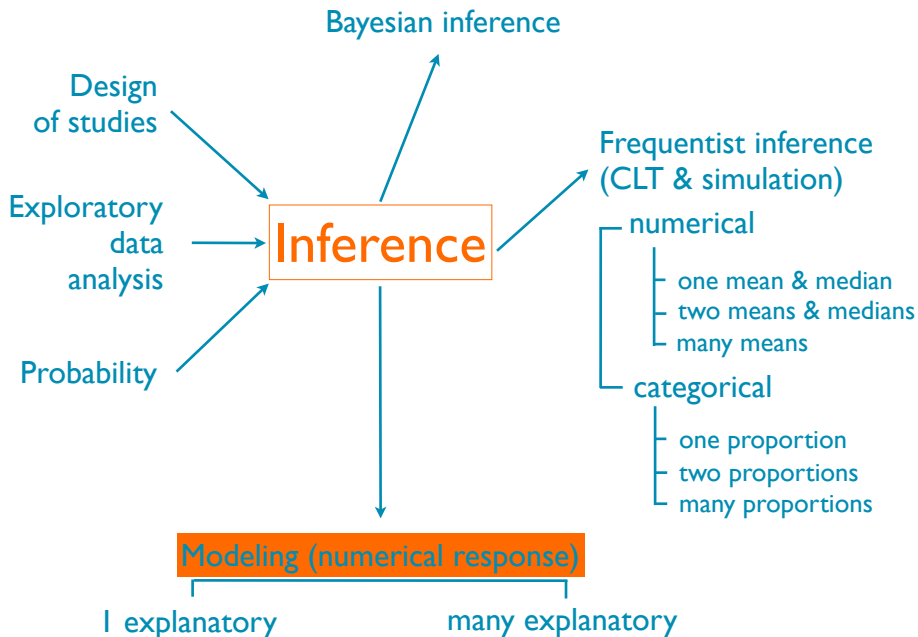 Bayesian inference
Design
of studies
Exploratory
data
analysis
Probability
Inference
Frequentist inference
(CLT & simulation)
numerical
one mean & median
two means & medians
many means
categorical
one proportion
two proportions
many proportions
Modeling (numerical response)
1 explanatory
many explanatory